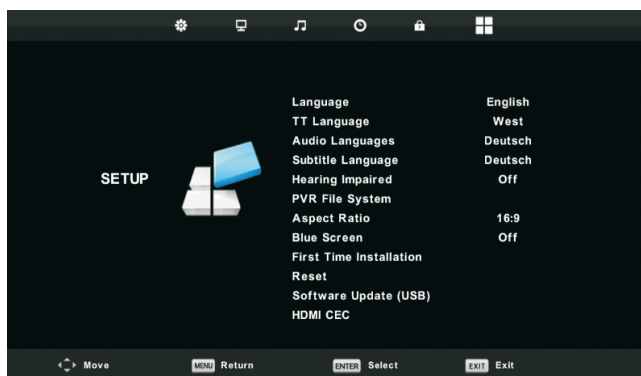 Language English
TT Language West
Audio Languages Deutsch
Subtitle Language Deutsch
SETUP Hearing Impaired Off
PVR File System
Aspect Ratio 16:9
Blue Screen Off
First Time Installation
Reset
Software Update (USB)
HDMI CEC
Move MENU Return ENTER Select EXIT Exit